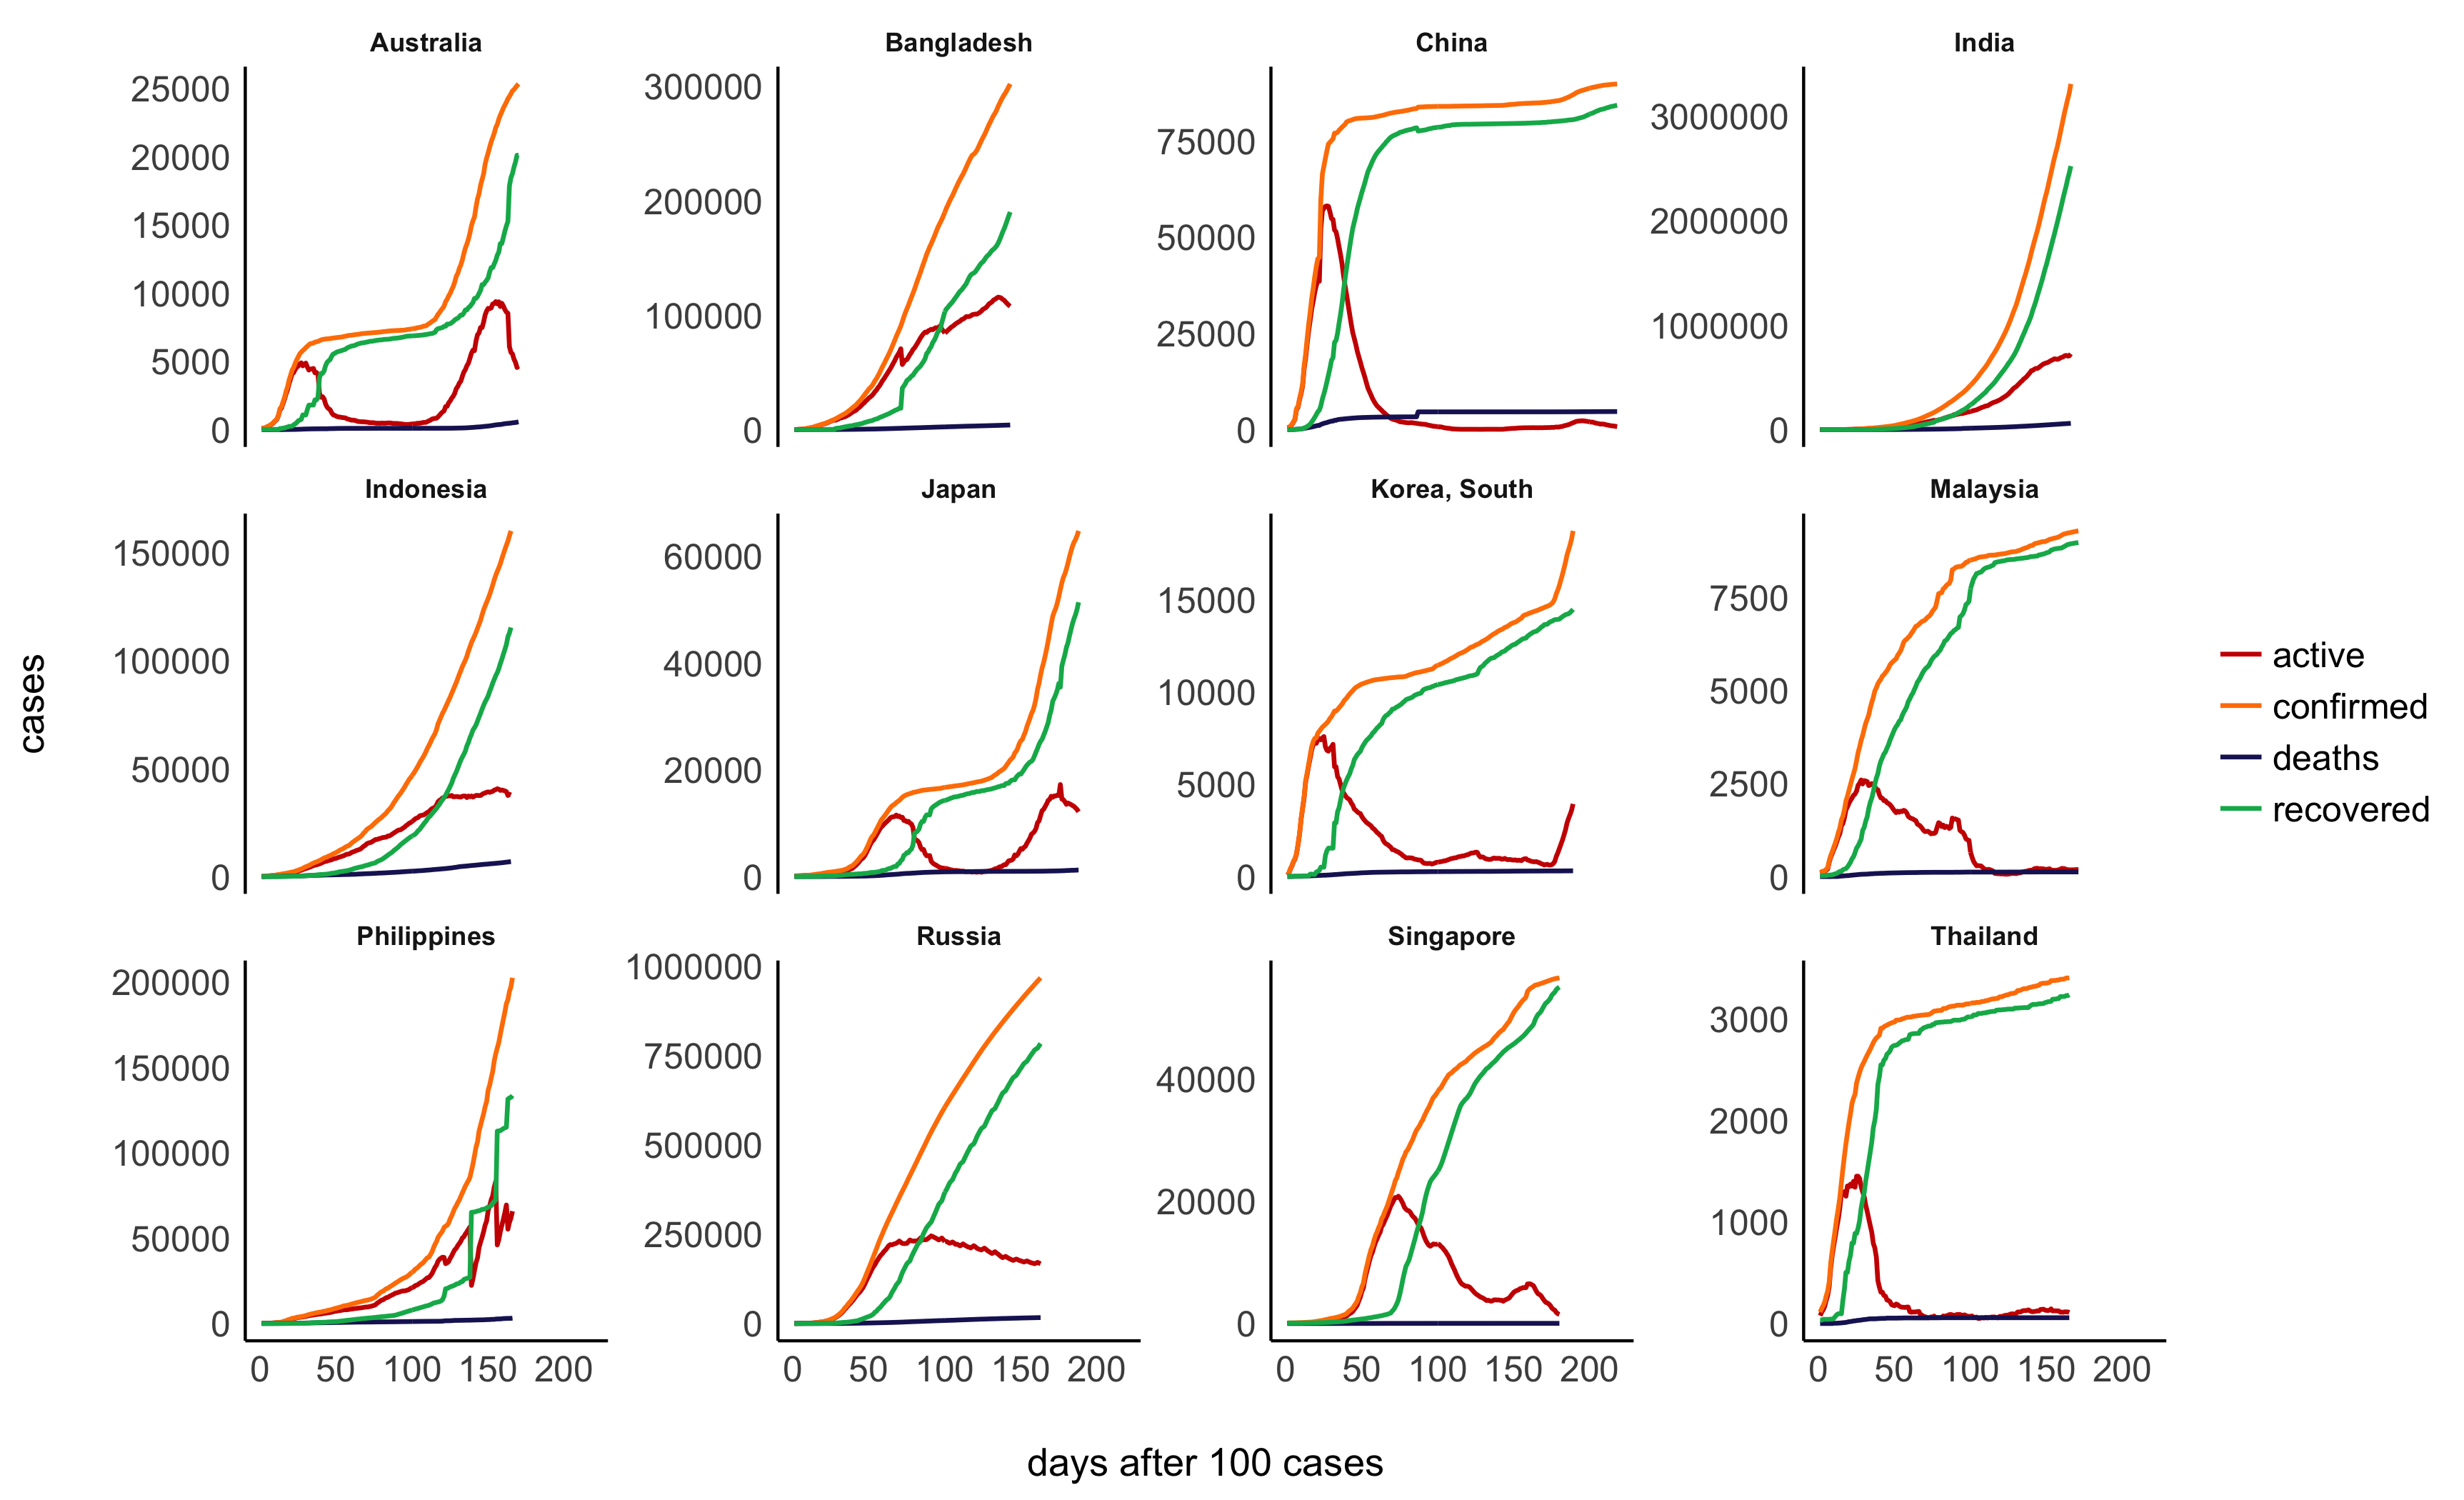 Australia
Bangladesh
China
India
25000
20000
15000
10000
5000
0
300000
200000
100000
0
75000
50000
25000
0
3000000
2000000
1000000
0
Indonesia
Japan
Korea, South
Malaysia
150000
100000
50000
0
60000
40000
20000
0
15000
10000
5000
0
7500
5000
2500
0
Philippines
Russia
Singapore
Thailand
200000
150000
100000
50000
0
1000000
750000
500000
250000
0
40000
20000
0
3000
2000
1000
0
0 50 100 150 200
0 50 100 150 200
0 50 100 150 200
0 50 100 150 200
days after 100 cases
cases
active
confirmed
deaths
recovered